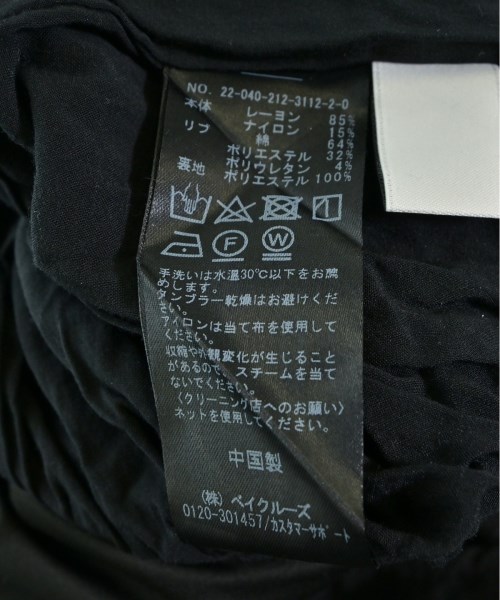 NO. 22-040-212-3112-2-0
本体 レーヨン 85%
ナイロン 15%
リブ 綿 64%
ポリエステル 32%
ポリウレタン 4%
裏地 ポリエステル 100%
F W
手洗いは水温30℃以下をお薦
めします。
タンブラー乾燥はお避けくださ
い。
アイロンは当て布を使用して
ください。
収縮や外観変化が生じること
があるので、スチームを当て
ないでください。
〈クリーニング店へのお願い〉
ネットを使用してください。
中国製
(株) ベイクルーズ
0120-301457/カスタマーサポート